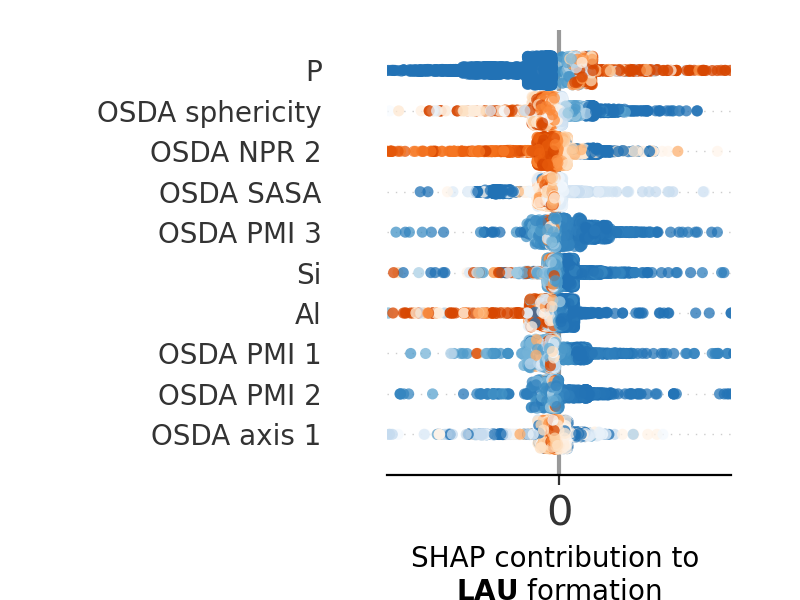 P
OSDA sphericity
OSDA NPR 2
OSDA SASA
OSDA PMI 3
Si
Al
OSDA PMI 1
OSDA PMI 2
OSDA axis 1
0
SHAP contribution to
LAU formation